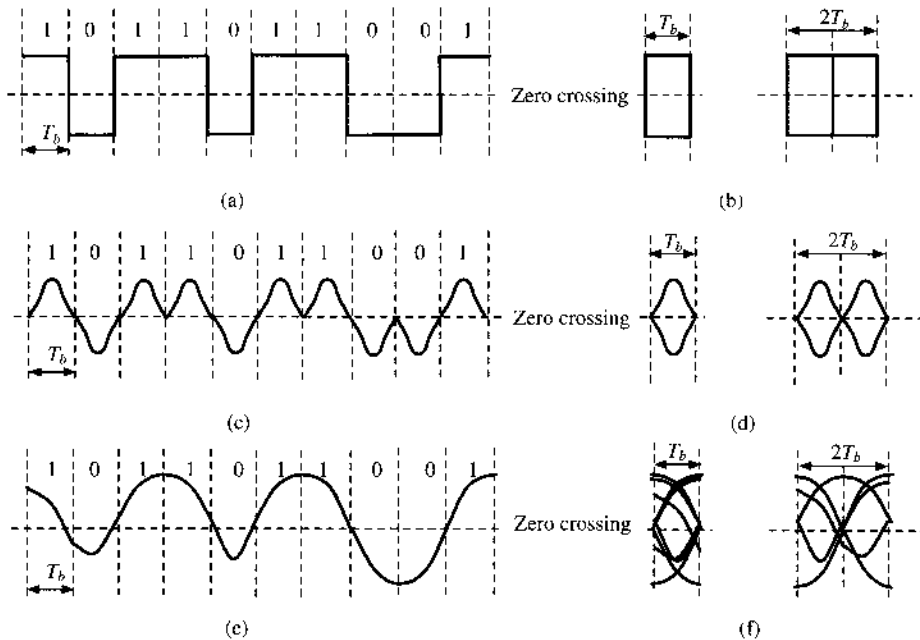 1 0 1 1 0 1 1 0 0 1
T_b
Zero crossing
T_b
2T_b
(a)
(b)
1 0 1 1 0 1 1 0 0 1
T_b
Zero crossing
T_b
2T_b
(c)
(d)
1 0 1 1 0 1 1 0 0 1
T_b
Zero crossing
T_b
2T_b
(e)
(f)